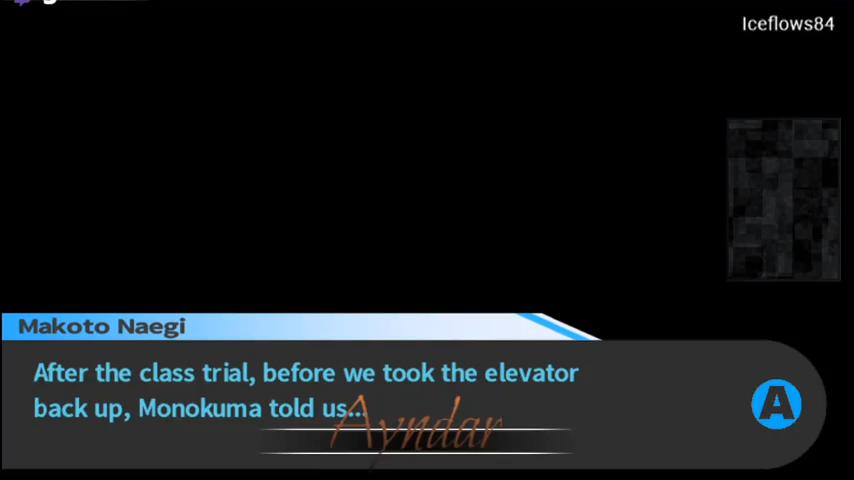 Iceflows84
Makoto Naegi
After the class trial, before we took the elevator
back up, Monokuma told us...
Ayndar
A